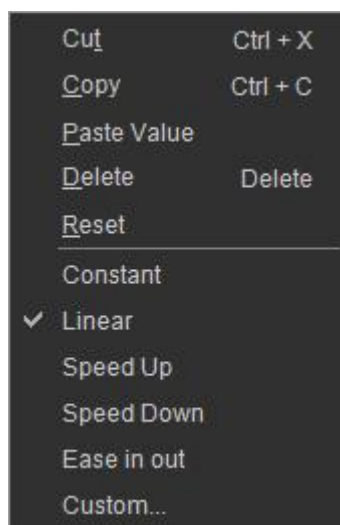 Cut Ctrl + X
Copy Ctrl + C
Paste Value
Delete Delete
Reset
Constant
Linear
Speed Up
Speed Down
Ease in out
Custom...